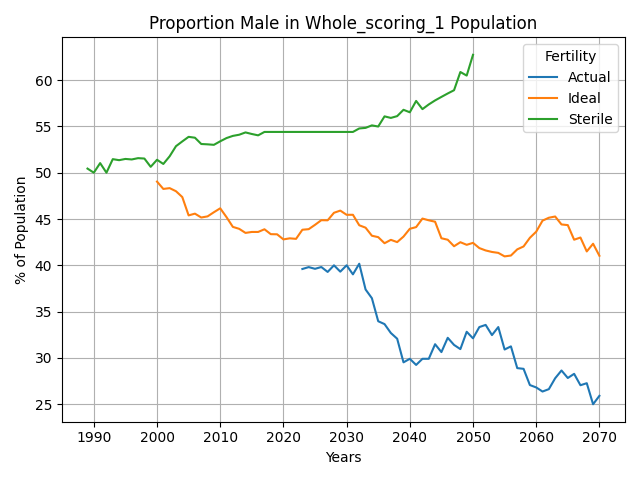 Proportion Male in Whole_scoring_1 Population
Fertility
Actual
Ideal
Sterile
% of Population
60
55
50
45
40
35
30
25
1990 2000 2010 2020 2030 2040 2050 2060 2070
Years